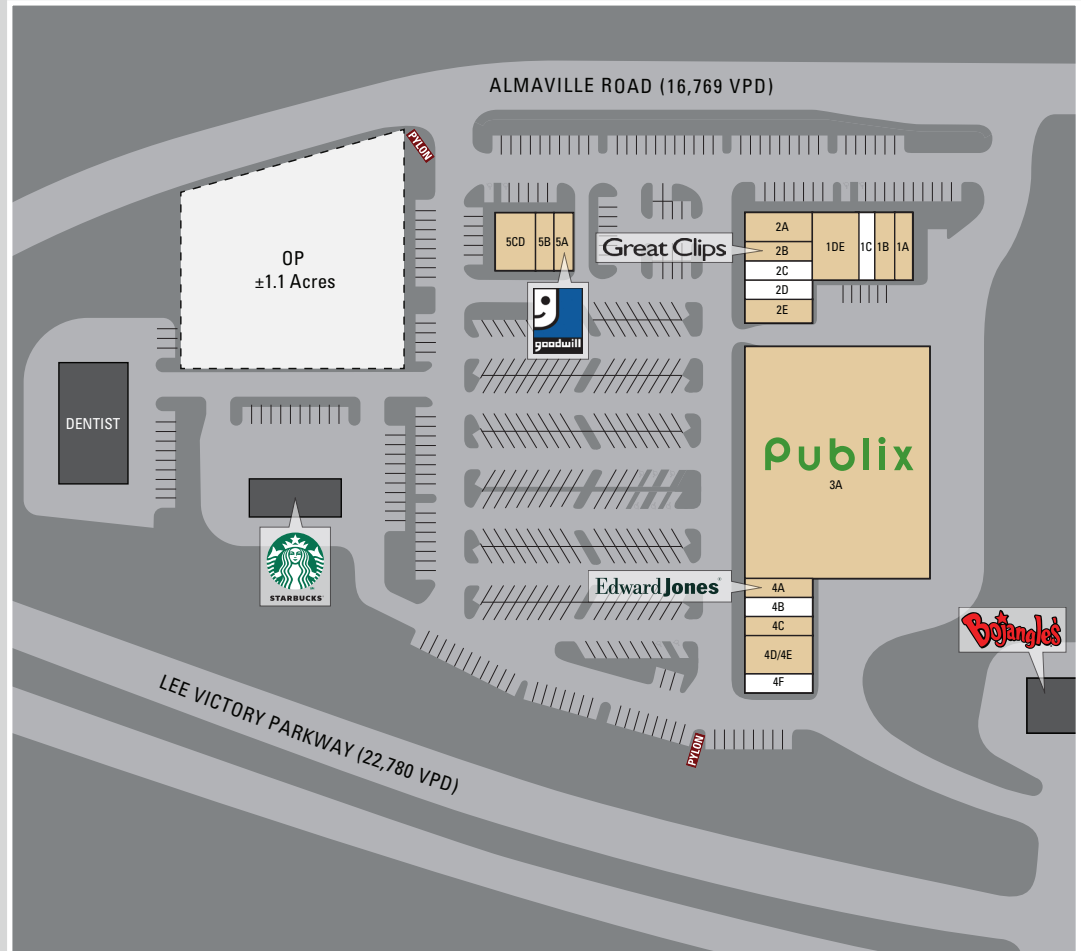 ALMAVILLE ROAD (16,769 VPD)
PYLON
OP
±1.1 Acres
5CD
5B
5A
Great Clips
2A
2B
2C
2D
2E
1DE
1C
1B
1A
goodwill
DENTIST
Publix
3A
STARBUCKS
Edward Jones
4A
4B
4C
4D/4E
4F
Bojangles
LEE VICTORY PARKWAY (22,780 VPD)
PYLON